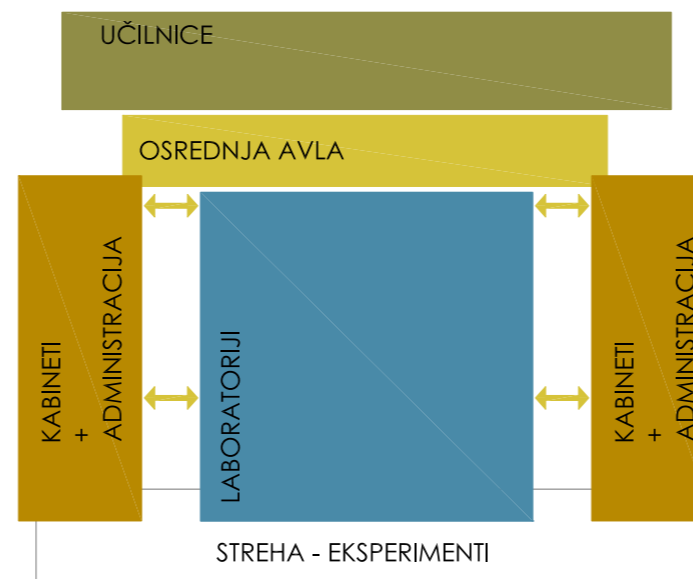 UČILNICE
OSREDNJA AVLA
KABINETI
+
ADMINISTRACIJA
LABORATORIJI
KABINETI
+
ADMINISTRACIJA
STREHA - EKSPERIMENTI